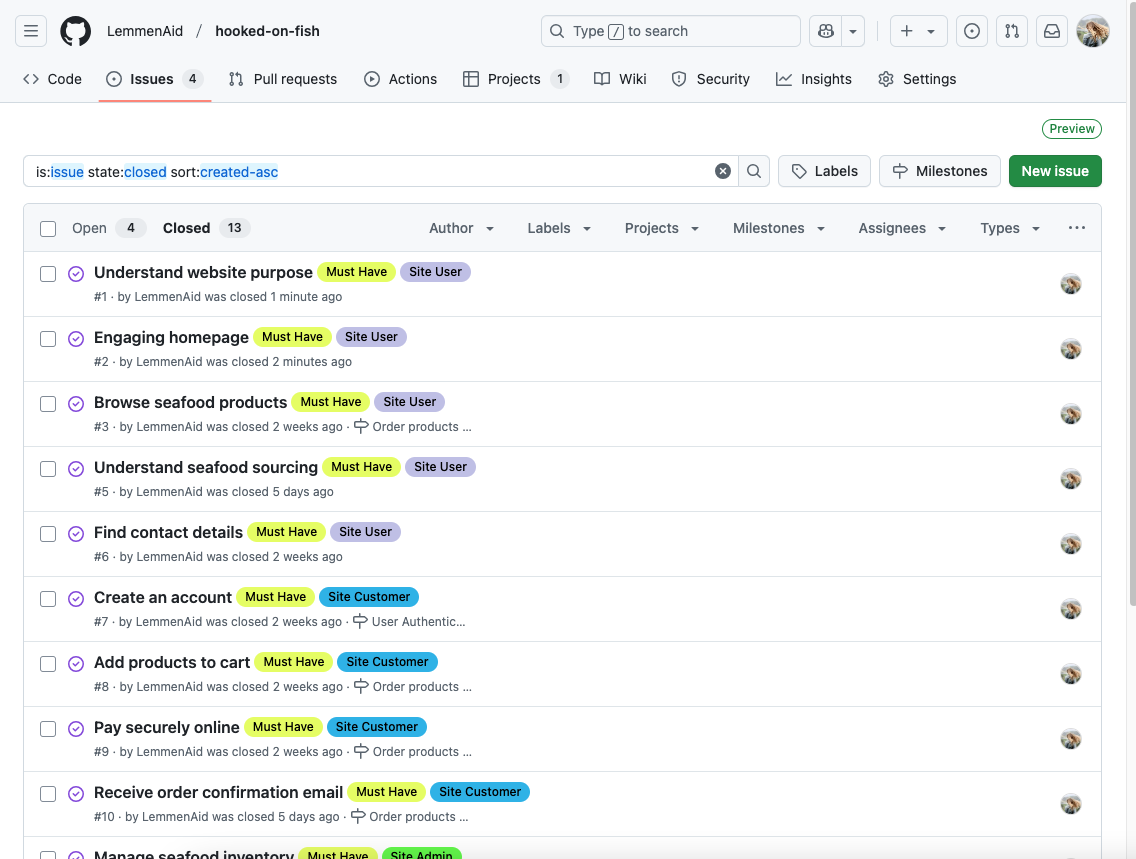 LemmenAid / hooked-on-fish
Type / to search
Code
Issues 4
Pull requests
Actions
Projects 1
Wiki
Security
Insights
Settings
Preview
is:issue state:closed sort:created-asc
Labels
Milestones
New issue
Open 4
Closed 13
Author
Labels
Projects
Milestones
Assignees
Types
Understand website purpose Must Have Site User
#1 · by LemmenAid was closed 1 minute ago
Engaging homepage Must Have Site User
#2 · by LemmenAid was closed 2 minutes ago
Browse seafood products Must Have Site User
#3 · by LemmenAid was closed 2 weeks ago · Order products ...
Understand seafood sourcing Must Have Site User
#5 · by LemmenAid was closed 5 days ago
Find contact details Must Have Site User
#6 · by LemmenAid was closed 2 weeks ago
Create an account Must Have Site Customer
#7 · by LemmenAid was closed 2 weeks ago · User Authentic...
Add products to cart Must Have Site Customer
#8 · by LemmenAid was closed 2 weeks ago · Order products ...
Pay securely online Must Have Site Customer
#9 · by LemmenAid was closed 2 weeks ago · Order products ...
Receive order confirmation email Must Have Site Customer
#10 · by LemmenAid was closed 5 days ago · Order products ...
Manage seafood inventory Must Have Site Admin